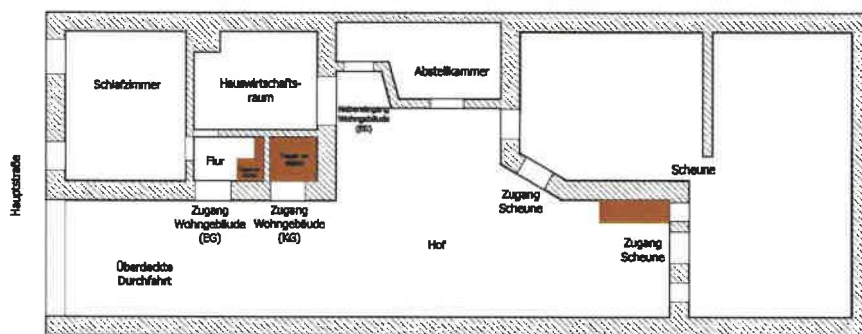 Schlafzimmer
Hauswirtschafts-
raum
Abstellkammer
Nebeneingang
Wohngebäude
(EG)
Flur
Hauptstraße
Zugang
Wohngebäude
(EG)
Zugang
Wohngebäude
(KG)
Überdeckte
Durchfahrt
Hof
Zugang
Scheune
Scheune
Zugang
Scheune